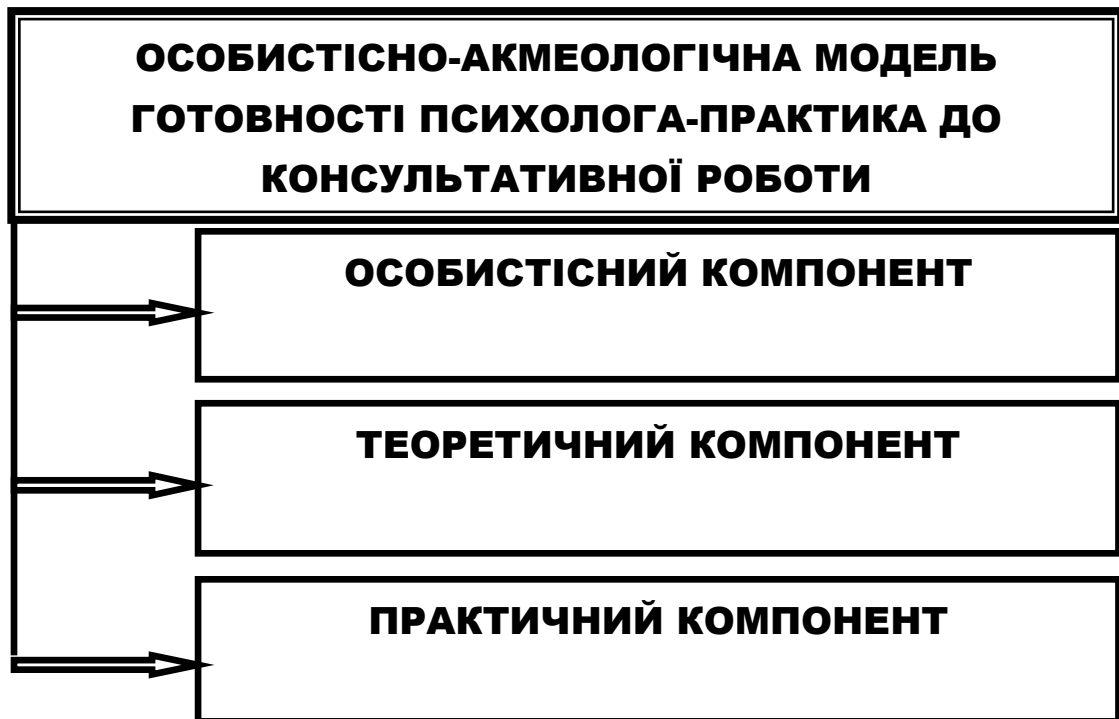 ОСОБИСТІСНО-АКМЕОЛОГІЧНА МОДЕЛЬ
ГОТОВНОСТІ ПСИХОЛОГА-ПРАКТИКА ДО
КОНСУЛЬТАТИВНОЇ РОБОТИ
ОСОБИСТІСНИЙ КОМПОНЕНТ
ТЕОРЕТИЧНИЙ КОМПОНЕНТ
ПРАКТИЧНИЙ КОМПОНЕНТ